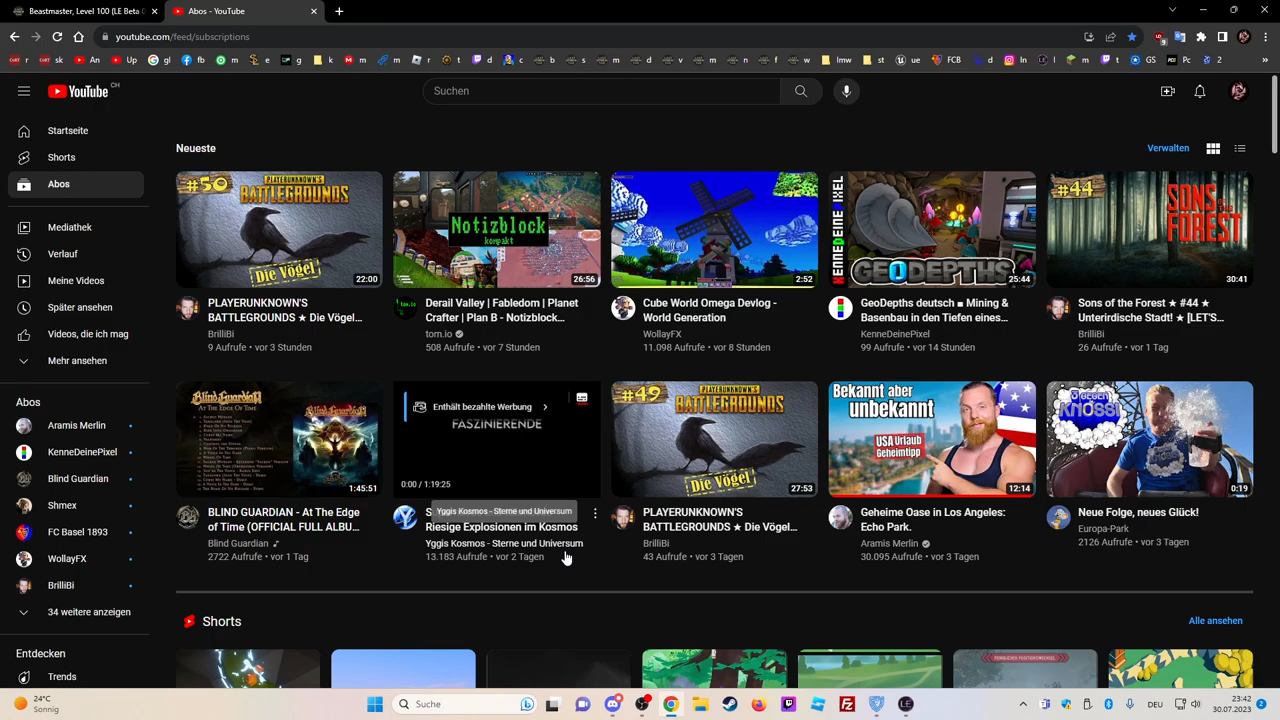 Beastmaster, Level 100 (LE Beta
Abos - YouTube
youtube.com/feed/subscriptions
YouTube CH
Suchen
Startseite
Shorts
Abos
Mediathek
Verlauf
Meine Videos
Später ansehen
Videos, die ich mag
Mehr ansehen
Abos
Aramis Merlin
KenneDeinePixel
Blind Guardian
Shmex
FC Basel 1893
WollayFX
BrilliBi
34 weitere anzeigen
Entdecken
Trends
Neueste
Verwalten
#50
PLAYERUNKNOWN'S
BATTLEGROUNDS
Die Vögel
22:00
PLAYERUNKNOWN'S
BATTLEGROUNDS ★ Die Vögel...
BrilliBi
9 Aufrufe • vor 3 Stunden
Notizblock
kompakt
26:56
Derail Valley | Fabledom | Planet
Crafter | Plan B - Notizblock...
tom.io
508 Aufrufe • vor 7 Stunden
2:52
Cube World Omega Devlog -
World Generation
WollayFX
11.098 Aufrufe • vor 8 Stunden
KENNEDEINEPIXEL
GEODEPTHS
25:44
GeoDepths deutsch ■ Mining &
Basenbau in den Tiefen eines...
KenneDeinePixel
99 Aufrufe • vor 14 Stunden
#44
SONS
FOREST
30:41
Sons of the Forest ★ #44 ★
Unterirdische Stadt! ★ [LET'S...
BrilliBi
26 Aufrufe • vor 1 Tag
Blind Guardian
AT THE EDGE OF TIME
1:45:51
BLIND GUARDIAN - At The Edge
of Time (OFFICIAL FULL ALBU...
Blind Guardian
2722 Aufrufe • vor 1 Tag
Enthält bezahlte Werbung
FASZINIERENDE
0:00 / 1:19:25
Yggis Kosmos - Sterne und Universum
Riesige Explosionen im Kosmos
Yggis Kosmos - Sterne und Universum
13.183 Aufrufe • vor 2 Tagen
#49
PLAYERUNKNOWN'S
BATTLEGROUNDS
Die Vögel
27:53
PLAYERUNKNOWN'S
BATTLEGROUNDS ★ Die Vögel...
BrilliBi
43 Aufrufe • vor 3 Tagen
Bekannt aber
unbekannt
USA Urlaub
Geheimtipp
12:14
Geheime Oase in Los Angeles:
Echo Park.
Aramis Merlin
30.095 Aufrufe • vor 3 Tagen
GEGEN
KNOSSI
0:19
Neue Folge, neues Glück!
Europa-Park
2126 Aufrufe • vor 3 Tagen
Shorts
Alle ansehen
24°C
Sonnig
Suche
DEU
23:42
30.07.2023